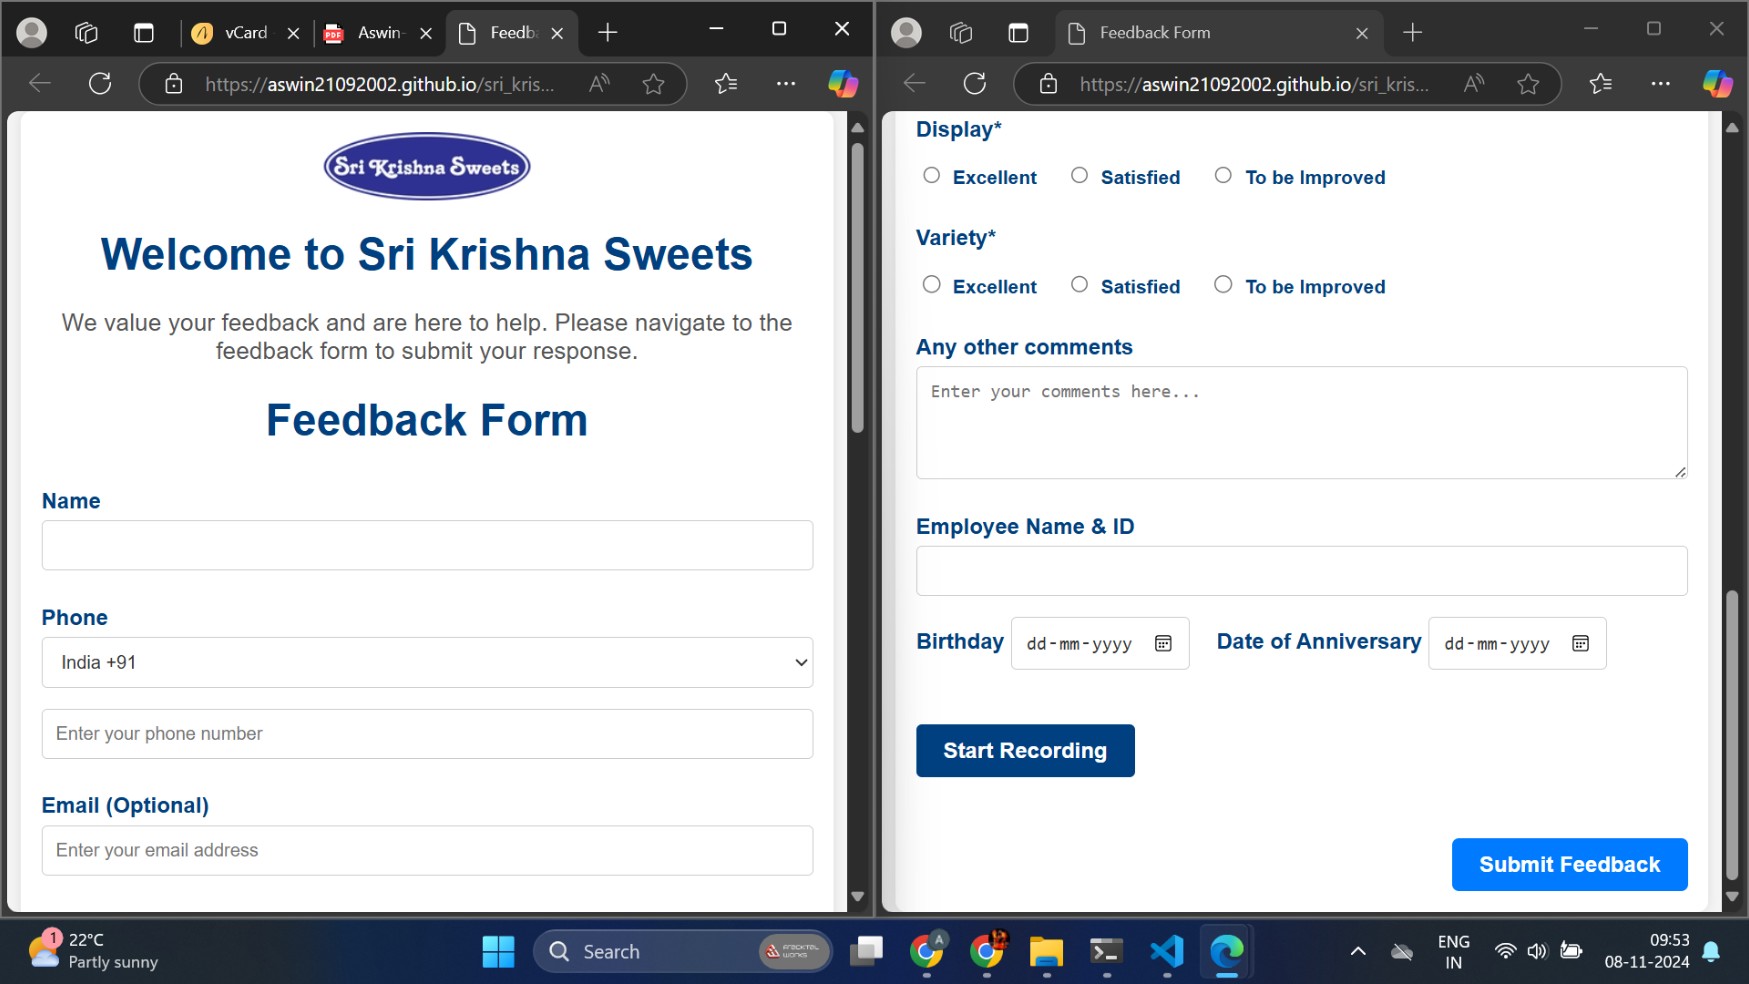 vCard
Aswin-
Feedb
https://aswin21092002.github.io/sri_kris...
Sri Krishna Sweets
Welcome to Sri Krishna Sweets
We value your feedback and are here to help. Please navigate to the
feedback form to submit your response.
Feedback Form
Name
Phone
India +91
Enter your phone number
Email (Optional)
Enter your email address
Feedback Form
https://aswin21092002.github.io/sri_kris...
Display*
Excellent Satisfied To be Improved
Variety*
Excellent Satisfied To be Improved
Any other comments
Enter your comments here...
Employee Name & ID
Birthday dd-mm-yyyy Date of Anniversary dd-mm-yyyy
Start Recording
Submit Feedback
1
22°C
Partly sunny
Search
A
ENG
IN
09:53
08-11-2024